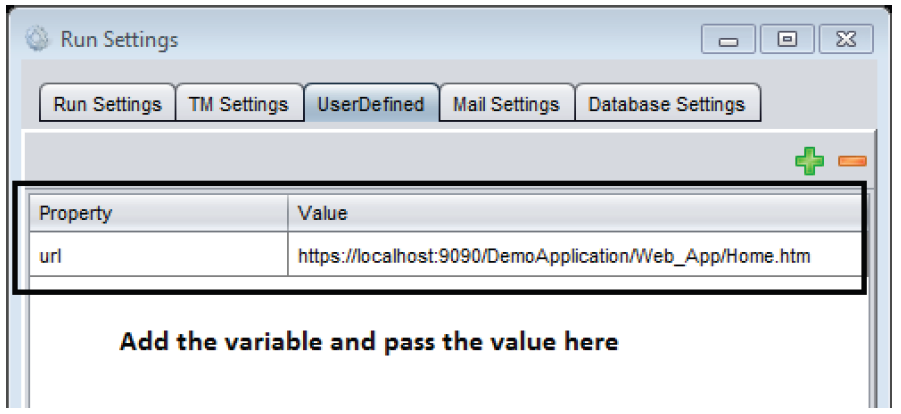 Run Settings
Run Settings TM Settings UserDefined Mail Settings Database Settings
Property Value
url https://localhost:9090/DemoApplication/Web_App/Home.htm
Add the variable and pass the value here